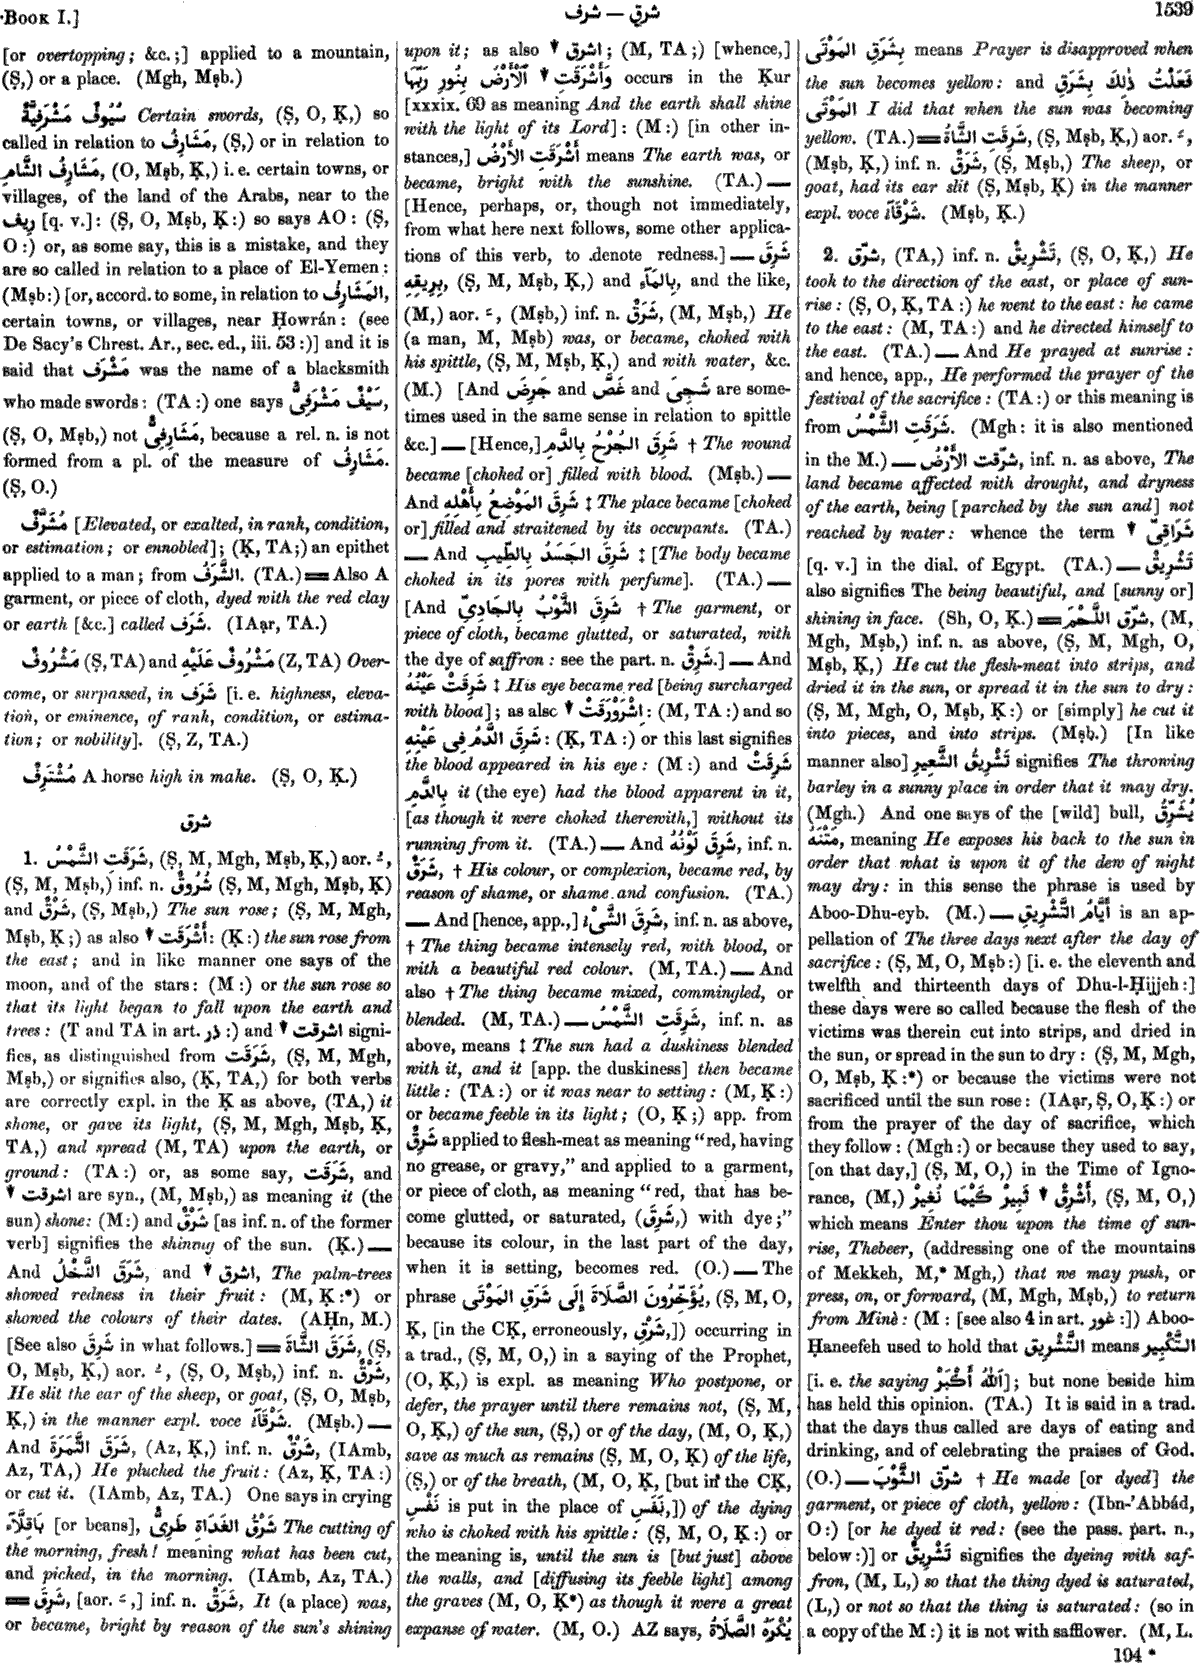 Book I.]
شرق — شرف
1539
[or overtopping; &c.;] applied to a mountain,
(Ṣ,) or a place. (Mgh, Mṣb.)
سُيُوفٌ مَشْرَفِيَّةٌ Certain swords, (Ṣ, O, Ḳ,) so
called in relation to مَشَارِفُ, (Ṣ,) or in relation to
مَشَارِفُ الشَّامِ, (O, Mṣb, Ḳ,) i. e. certain towns, or
villages, of the land of the Arabs, near to the
رِيف [q. v.]: (Ṣ, O, Mṣb, Ḳ:) so says AO: (Ṣ,
O:) or, as some say, this is a mistake, and they
are so called in relation to a place of El-Yemen:
(Mṣb:) [or, accord. to some, in relation to المَشَارِفُ,
certain towns, or villages, near Ḥowrán: (see
De Sacy's Chrest. Ar., sec. ed., iii. 53:)] and it is
said that مَشْرَف was the name of a blacksmith
who made swords: (TA:) one says سَيْفٌ مَشْرَفِىٌّ,
(Ṣ, O, Mṣb,) not مَشَارِفِىٌّ, because a rel. n. is not
formed from a pl. of the measure of مَشَارِفُ.
(Ṣ, O.)
مُشَرَّفٌ [Elevated, or exalted, in rank, condition,
or estimation; or ennobled]; (Ḳ, TA;) an epithet
applied to a man; from الشَّرَفُ. (TA.) ═ Also A
garment, or piece of cloth, dyed with the red clay
or earth [&c.] called شَرَف. (IAạr, TA.)
مَشْرُوفٌ (Ṣ, TA) and مَشْرُوفٌ عَلَيْهِ (Z, TA) Over-
come, or surpassed, in شَرَف [i. e. highness, eleva-
tion, or eminence, of rank, condition, or estima-
tion; or nobility]. (Ṣ, Z, TA.)
مُشْتَرِفٌ A horse high in make. (Ṣ, O, Ḳ.)
شرق
1. شَرَقَتِ الشَّمْسُ, (Ṣ, M, Mgh, Mṣb, Ḳ,) aor. ـُ,
(Ṣ, M, Mṣb,) inf. n. شُرُوقٌ (Ṣ, M, Mgh, Mṣb, Ḳ)
and شَرْقٌ, (Ṣ, Mṣb,) The sun rose; (Ṣ, M, Mgh,
Mṣb, Ḳ;) as also ▼ أَشْرَقَت: (Ḳ:) the sun rose from
the east; and in like manner one says of the
moon, and of the stars: (M:) or the sun rose so
that its light began to fall upon the earth and
trees: (T and TA in art. ذر:) and ▼ اشرقت signi-
fies, as distinguished from شَرَقَت, (Ṣ, M, Mgh,
Mṣb,) or signifies also, (Ḳ, TA,) for both verbs
are correctly expl. in the Ḳ as above, (TA,) it
shone, or gave its light, (Ṣ, M, Mgh, Mṣb, Ḳ,
TA,) and spread (M, TA) upon the earth, or
ground: (TA:) or, as some say, شَرَقَت, and
▼ اشرقت are syn., (M, Mṣb,) as meaning it (the
sun) shone: (M:) and شَرْقٌ [as inf. n. of the former
verb] signifies the shining of the sun. (Ḳ.) —
And شَرَقَ النَّخْلُ, and ▼ اشرق, The palm-trees
showed redness in their fruit: (M, Ḳ:*) or
showed the colours of their dates. (AḤn, M.)
[See also شَرِقَ in what follows.] ═ شَرَقَ الشَّاةَ, (Ṣ,
O, Mṣb, Ḳ,) aor. ـُ, (Ṣ, O, Mṣb,) inf. n. شَرْقٌ,
He slit the ear of the sheep, or goat, (Ṣ, O, Mṣb,
Ḳ,) in the manner expl. voce شَرْقَآءُ. (Mṣb.) —
And شَرَقَ الثَّمَرَةَ, (Az, Ḳ,) inf. n. شَرْقٌ, (IAmb,
Az, TA,) He plucked the fruit: (Az, Ḳ, TA:)
or cut it. (IAmb, Az, TA.) One says in crying
بَاقِلَّآء [or beans], شَرْقُ الغَدَاةِ طَرِىٌّ The cutting of
the morning, fresh! meaning what has been cut,
and picked, in the morning. (IAmb, Az, TA.)
═ شَرِقَ, [aor. ـَ,] inf. n. شَرَقٌ, It (a place) was,
or became, bright by reason of the sun's shining
upon it; as also ▼ اشرق; (M, TA;) [whence,]
وَأَشْرَقَتِ ▼ ٱلْأَرْضُ بِنُورِ رَبِّهَا occurs in the Ḳur
[xxxix. 69 as meaning And the earth shall shine
with the light of its Lord]: (M:) [in other in-
stances,] أَشْرَقَتِ الأَرْضُ means The earth was, or
became, bright with the sunshine. (TA.) —
[Hence, perhaps, or, though not immediately,
from what here next follows, some other applica-
tions of this verb, to denote redness.] — شَرِقَ
بِرِيقِهِ, (Ṣ, M, Mṣb, Ḳ,) and بِالمَآءِ, and the like,
(M,) aor. ـَ, (Mṣb,) inf. n. شَرَقٌ, (M, Mṣb,) He
(a man, M, Mṣb) was, or became, choked with
his spittle, (Ṣ, M, Mṣb, Ḳ,) and with water, &c.
(M.) [And جَرِضَ and غَصَّ and شَجِىَ are some-
times used in the same sense in relation to spittle
&c.] — [Hence,] شَرِقَ الجُرْحُ بِالدَّمِ † The wound
became [choked or] filled with blood. (Mṣb.) —
And شَرِقَ المَوْضِعُ بِأَهْلِهِ ‡ The place became [choked
or] filled and straitened by its occupants. (TA.)
— And شَرِقَ الجَسَدُ بِالطِّيبِ ‡ [The body became
choked in its pores with perfume]. (TA.) —
[And شَرِقَ الثَّوْبُ بِالجَادِىِّ † The garment, or
piece of cloth, became glutted, or saturated, with
the dye of saffron: see the part. n. شَرِقٌ.] — And
شَرِقَتْ عَيْنُهُ ‡ His eye became red [being surcharged
with blood]; as also ▼ اِشْرَوْرَقَتْ: (M, TA:) and so
شَرِقَ الدَّمُ فِى عَيْنِهِ: (Ḳ, TA:) or this last signifies
the blood appeared in his eye: (M:) and شَرِقَتْ
بِالدَّمِ it (the eye) had the blood apparent in it,
[as though it were choked therewith,] without its
running from it. (TA.) — And شَرِقَ لَوْنُهُ, inf. n.
شَرَقٌ, † His colour, or complexion, became red, by
reason of shame, or shame and confusion. (TA.)
— And [hence, app.,] شَرِقَ الشَّىْءُ, inf. n. as above,
† The thing became intensely red, with blood, or
with a beautiful red colour. (M, TA.) — And
also † The thing became mixed, commingled, or
blended. (M, TA.) — شَرِقَتِ الشَّمْسُ, inf. n. as
above, means ‡ The sun had a duskiness blended
with it, and it [app. the duskiness] then became
little: (TA:) or it was near to setting: (M, Ḳ:)
or became feeble in its light; (O, Ḳ;) app. from
شَرِقٌ applied to flesh-meat as meaning "red, having
no grease, or gravy," and applied to a garment,
or piece of cloth, as meaning "red, that has be-
come glutted, or saturated, (شَرِقَ,) with dye;"
because its colour, in the last part of the day,
when it is setting, becomes red. (O.) — The
phrase يُؤَخِّرُونَ الصَّلَاةَ إِلَى شَرَقِ المَوْتَى, (Ṣ, M, O,
Ḳ, [in the CḲ, erroneously, شَرْقِ,]) occurring in
a trad., (Ṣ, M, O,) in a saying of the Prophet,
(O, Ḳ,) is expl. as meaning Who postpone, or
defer, the prayer until there remains not, (Ṣ, M,
O, Ḳ,) of the sun, (Ṣ,) or of the day, (M, O, Ḳ,)
save as much as remains (Ṣ, M, O, Ḳ) of the life,
(Ṣ,) or of the breath, (M, O, Ḳ, [but in the CḲ,
نَفْس is put in the place of نَفَس,]) of the dying
who is choked with his spittle: (Ṣ, M, O, Ḳ:) or
the meaning is, until the sun is [but just] above
the walls, and [diffusing its feeble light] among
the graves (M, O, Ḳ*) as though it were a great
expanse of water. (M, O.) AZ says, تُكْرَهُ الصَّلَاةُ
بِشَرَقِ المَوْتَى means Prayer is disapproved when
the sun becomes yellow: and فَعَلْتُ ذٰلِكَ بِشَرَقِ
المَوْتَى I did that when the sun was becoming
yellow. (TA.) ═ شَرِقَتِ الشَّاةُ, (Ṣ, Mṣb, Ḳ,) aor. ـَ,
(Mṣb, Ḳ,) inf. n. شَرَقٌ, (Ṣ, Mṣb,) The sheep, or
goat, had its ear slit (Ṣ, Mṣb, Ḳ) in the manner
expl. voce شَرْقَآءُ. (Mṣb, Ḳ.)
2. شرّق, (TA,) inf. n. تَشْرِيقٌ, (Ṣ, O, Ḳ,) He
took to the direction of the east, or place of sun-
rise: (Ṣ, O, Ḳ, TA:) he went to the east: he came
to the east: (M, TA:) and he directed himself to
the east. (TA.) — And He prayed at sunrise:
and hence, app., He performed the prayer of the
festival of the sacrifice: (TA:) or this meaning is
from شَرَقَتِ الشَّمْسُ. (Mgh: it is also mentioned
in the M.) — شرّقت الأَرْضُ, inf. n. as above, The
land became affected with drought, and dryness
of the earth, being [parched by the sun and] not
reached by water: whence the term ▼ شَرَاقِىّ
[q. v.] in the dial. of Egypt. (TA.) — تَشْرِيقٌ
also signifies The being beautiful, and [sunny or]
shining in face. (Sh, O, Ḳ.) ═ شرّق اللَّحْمَ, (M,
Mgh, Mṣb,) inf. n. as above, (Ṣ, M, Mgh, O,
Mṣb, Ḳ,) He cut the flesh-meat into strips, and
dried it in the sun, or spread it in the sun to dry:
(Ṣ, M, Mgh, O, Mṣb, Ḳ:) or [simply] he cut it
into pieces, and into strips. (Mṣb.) [In like
manner also] تَشْرِيقُ الشَّعِيرِ signifies The throwing
barley in a sunny place in order that it may dry.
(Mgh.) And one says of the [wild] bull, يُشَرِّقُ
مَتْنَهُ, meaning He exposes his back to the sun in
order that what is upon it of the dew of night
may dry: in this sense the phrase is used by
Aboo-Dhu-eyb. (M.) — أَيَّامُ التَّشْرِيقِ is an ap-
pellation of The three days next after the day of
sacrifice: (Ṣ, M, O, Mṣb:) [i. e. the eleventh and
twelfth and thirteenth days of Dhu-l-Ḥijjeh:]
these days were so called because the flesh of the
victims was therein cut into strips, and dried in
the sun, or spread in the sun to dry: (Ṣ, M, Mgh,
O, Mṣb, Ḳ:*) or because the victims were not
sacrificed until the sun rose: (IAạr, Ṣ, O, Ḳ:) or
from the prayer of the day of sacrifice, which
they follow: (Mgh:) or because they used to say,
[on that day,] (Ṣ, M, O,) in the Time of Igno-
rance, (M,) أَشْرِقْ ▼ ثَبِيرُ كَيْمَا نُغِيرُ, (Ṣ, M, O,)
which means Enter thou upon the time of sun-
rise, Thebeer, (addressing one of the mountains
of Mekkeh, M,* Mgh,) that we may push, or
press, on, or forward, (M, Mgh, Mṣb,) to return
from Minè: (M: [see also 4 in art. غور:]) Aboo-
Ḥaneefeh used to hold that التَّشْرِيق means التَّكْبِير
[i. e. the saying اَللّٰهُ أَكْبَرُ]; but none beside him
has held this opinion. (TA.) It is said in a trad.
that the days thus called are days of eating and
drinking, and of celebrating the praises of God.
(O.) — شرّق الثَّوْبَ † He made [or dyed] the
garment, or piece of cloth, yellow: (Ibn-'Abbád,
O:) [or he dyed it red: (see the pass. part. n.,
below:)] or تَشْرِيقٌ signifies the dyeing with saf-
fron, (M, L,) so that the thing dyed is saturated,
(L,) or not so that the thing is saturated: (so in
a copy of the M:) it is not with safflower. (M, L.
194 *